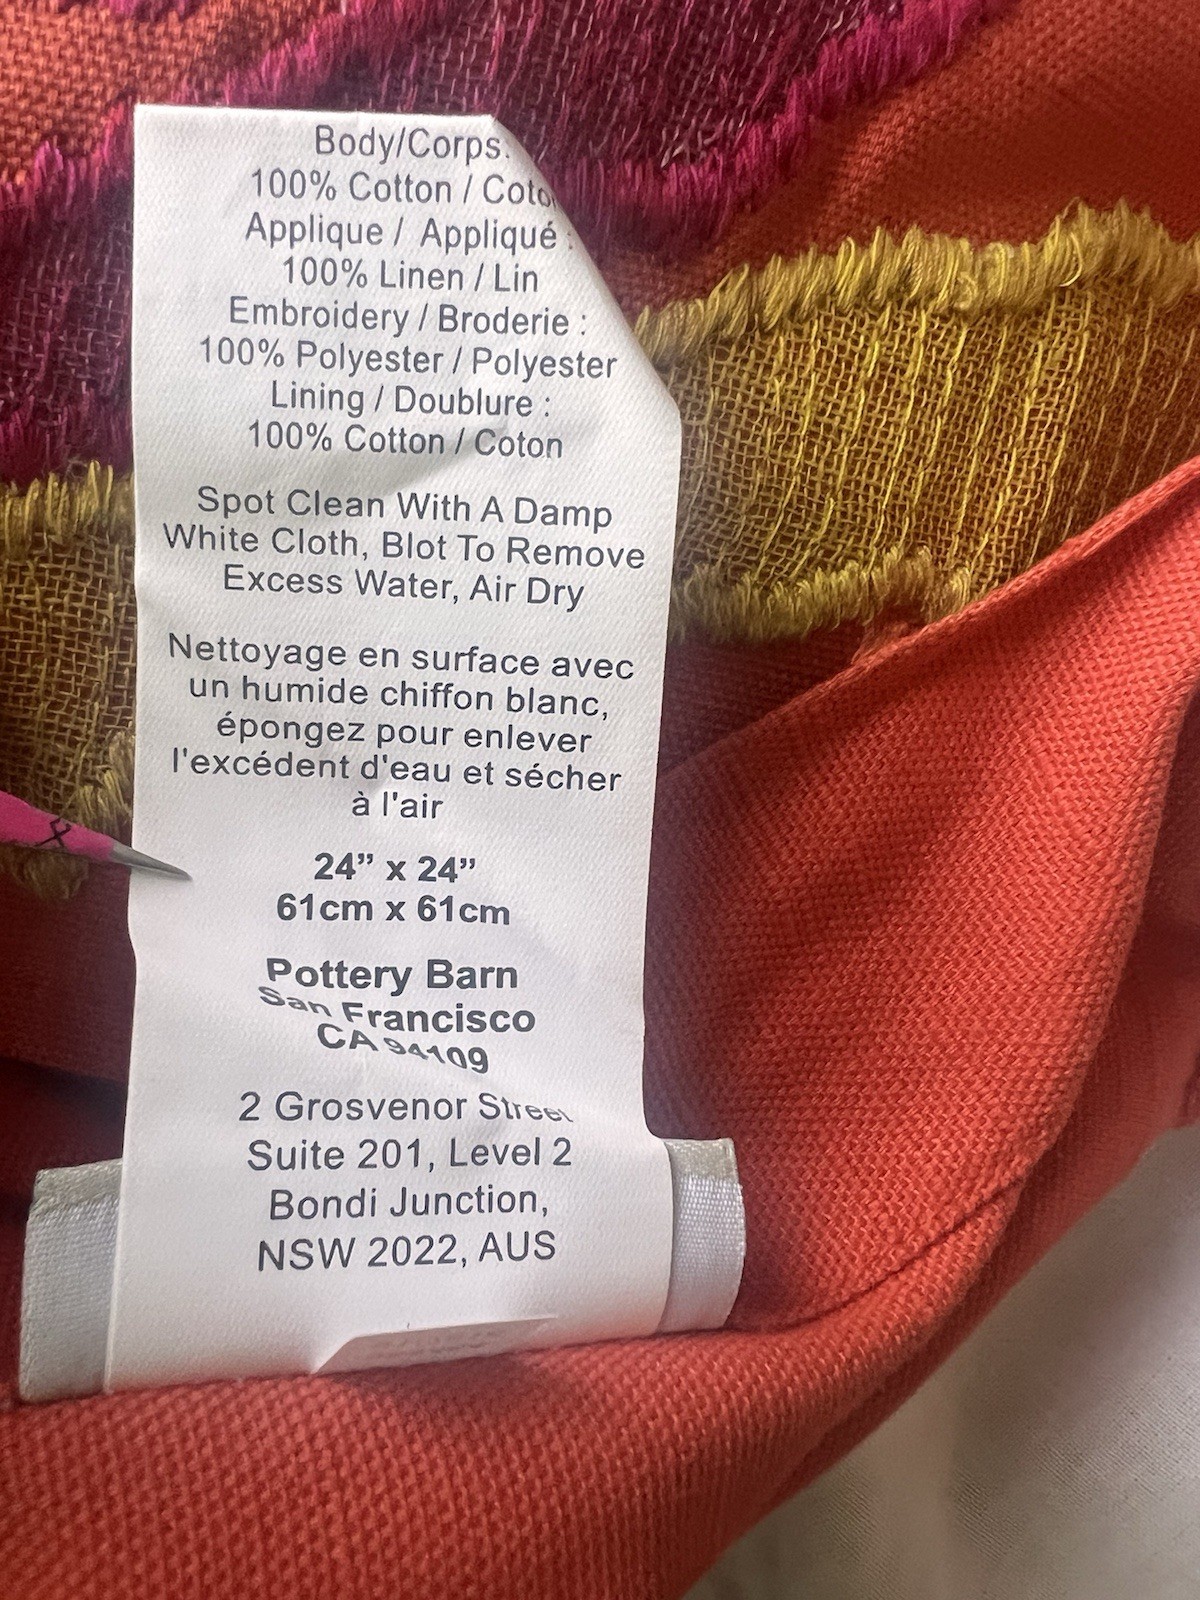 Body/Corps:
100% Cotton / Coto
Applique / Appliqué :
100% Linen / Lin
Embroidery / Broderie :
100% Polyester / Polyester
Lining / Doublure :
100% Cotton / Coton
Spot Clean With A Damp
White Cloth, Blot To Remove
Excess Water, Air Dry
Nettoyage en surface avec
un humide chiffon blanc,
épongez pour enlever
l'excédent d'eau et sécher
à l'air
24” x 24”
61cm x 61cm
Pottery Barn
San Francisco
CA 94109
2 Grosvenor Street
Suite 201, Level 2
Bondi Junction,
NSW 2022, AUS